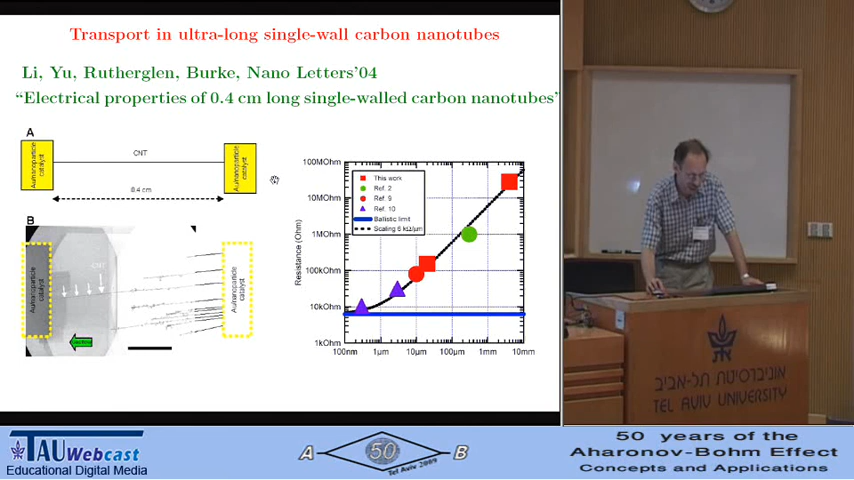 Transport in ultra-long single-wall carbon nanotubes
Li, Yu, Rutherglen, Burke, Nano Letters'04
“Electrical properties of 0.4 cm long single-walled carbon nanotubes”
A
Au/nanoparticle
catalyst
CNT
Au/nanoparticle
catalyst
0.4 cm
B
Au/nanoparticle
catalyst
CNT
Au/nanoparticle
catalyst
100MOhm
10MOhm
1MOhm
100kOhm
10kOhm
1kOhm
Resistance (Ohm)
This work
Ref. 2
Ref. 9
Ref. 10
Ballistic limit
Scaling 6 kΩ/μm
100nm 1μm 10μm 100μm 1mm 10mm
אוניברסיטת תל-אביב
TEL AVIV UNIVERSITY
TAU Webcast
Educational Digital Media
A 50 B
Tel Aviv 2009
50 years of the
Aharonov-Bohm Effect
Concepts and Applications